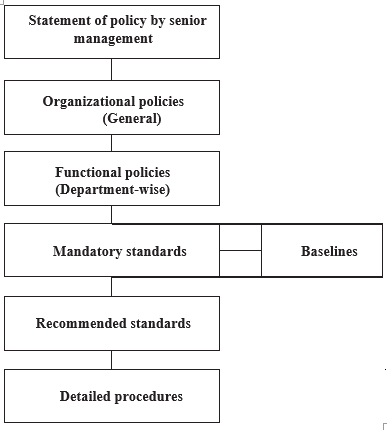 Statement of policy by senior
management
Organizational policies
(General)
Functional policies
(Department-wise)
Mandatory standards
Baselines
Recommended standards
Detailed procedures